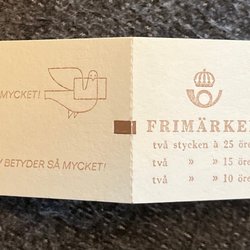 MYCKET!
BETYDER SÅ MYCKET!
FRIMÄRKE
två stycken à 25 öre
två » » 15 öre
två » » 10 öre